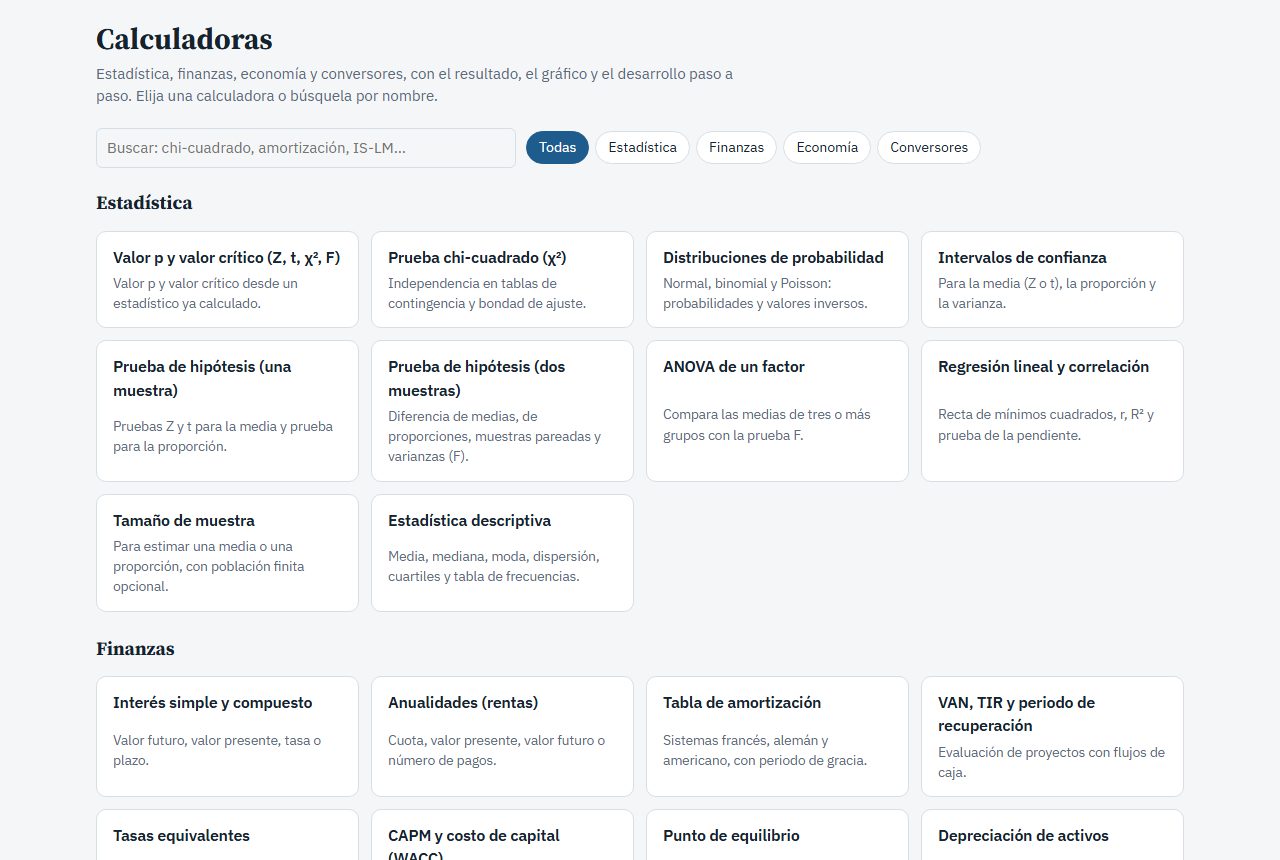 Calculadoras
Estadística, finanzas, economía y conversores, con el resultado, el gráfico y el desarrollo paso a
paso. Elija una calculadora o búsquela por nombre.
Buscar: chi-cuadrado, amortización, IS-LM...
Todas
Estadística
Finanzas
Economía
Conversores
Estadística
Valor p y valor crítico (Z, t, χ², F)
Valor p y valor crítico desde un
estadístico ya calculado.
Prueba chi-cuadrado (χ²)
Independencia en tablas de
contingencia y bondad de ajuste.
Distribuciones de probabilidad
Normal, binomial y Poisson:
probabilidades y valores inversos.
Intervalos de confianza
Para la media (Z o t), la proporción y
la varianza.
Prueba de hipótesis (una
muestra)
Pruebas Z y t para la media y prueba
para la proporción.
Prueba de hipótesis (dos
muestras)
Diferencia de medias, de
proporciones, muestras pareadas y
varianzas (F).
ANOVA de un factor
Compara las medias de tres o más
grupos con la prueba F.
Regresión lineal y correlación
Recta de mínimos cuadrados, r, R² y
prueba de la pendiente.
Tamaño de muestra
Para estimar una media o una
proporción, con población finita
opcional.
Estadística descriptiva
Media, mediana, moda, dispersión,
cuartiles y tabla de frecuencias.
Finanzas
Interés simple y compuesto
Valor futuro, valor presente, tasa o
plazo.
Anualidades (rentas)
Cuota, valor presente, valor futuro o
número de pagos.
Tabla de amortización
Sistemas francés, alemán y
americano, con periodo de gracia.
VAN, TIR y periodo de
recuperación
Evaluación de proyectos con flujos de
caja.
Tasas equivalentes
CAPM y costo de capital
(WACC)
Punto de equilibrio
Depreciación de activos